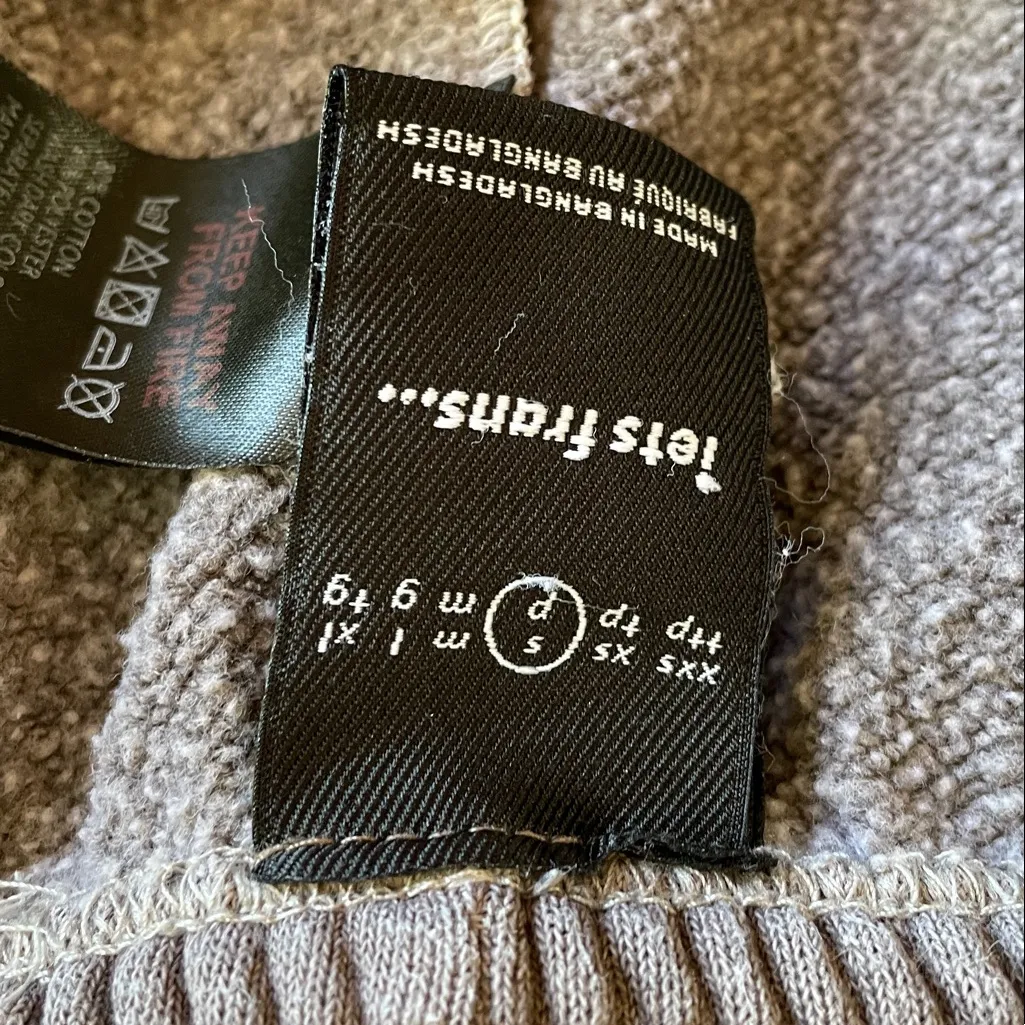 xxs xs s m l xl
ttp tp p m g tg
iets frans...
MADE IN BANGLADESH
FABRIQUÉ AU BANGLADESH
KEEP AWAY
FROM FIRE
COTTON
POLYESTER